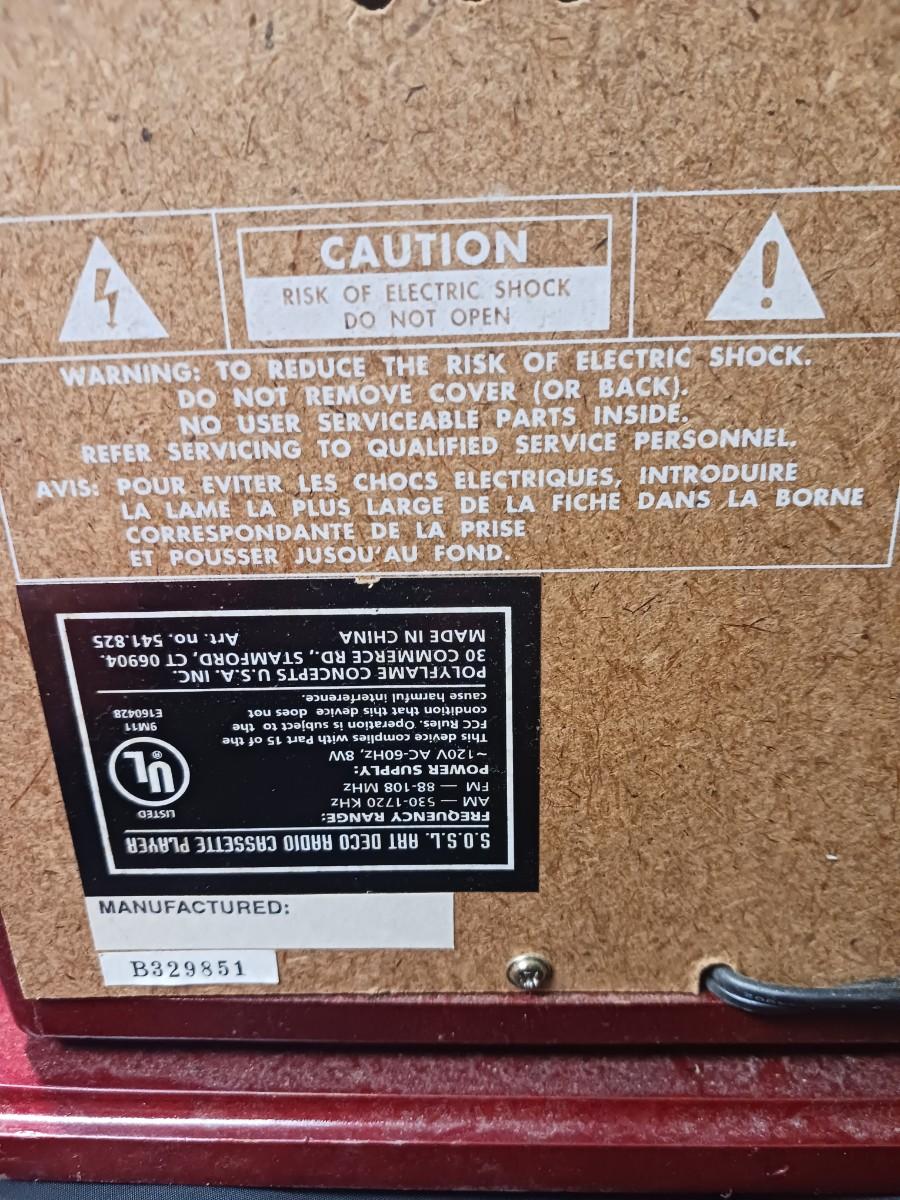 CAUTION
RISK OF ELECTRIC SHOCK
DO NOT OPEN
WARNING: TO REDUCE THE RISK OF ELECTRIC SHOCK.
DO NOT REMOVE COVER (OR BACK).
NO USER SERVICEABLE PARTS INSIDE.
REFER SERVICING TO QUALIFIED SERVICE PERSONNEL.
AVIS: POUR EVITER LES CHOCS ELECTRIQUES, INTRODUIRE
LA LAME LA PLUS LARGE DE LA FICHE DANS LA BORNE
CORRESPONDANTE DE LA PRISE
ET POUSSER JUSOU'AU FOND.
S.O.S.L. ART DECO RADIO CASSETTE PLAYER
FREQUENCY RANGE:
AM — 530-1720 KHz
FM — 88-108 MHz
POWER SUPPLY:
~120V AC-60Hz, 8W
LISTED
UL ®
9M11
E160428
This device complies with Part 15 of the
FCC Rules. Operation is subject to the
condition that this device does not
cause harmful interference.
POLYFLAME CONCEPTS U.S.A. INC.
30 COMMERCE RD., STAMFORD, CT 06904.
MADE IN CHINA Art. no. 541.825
MANUFACTURED:
B329851